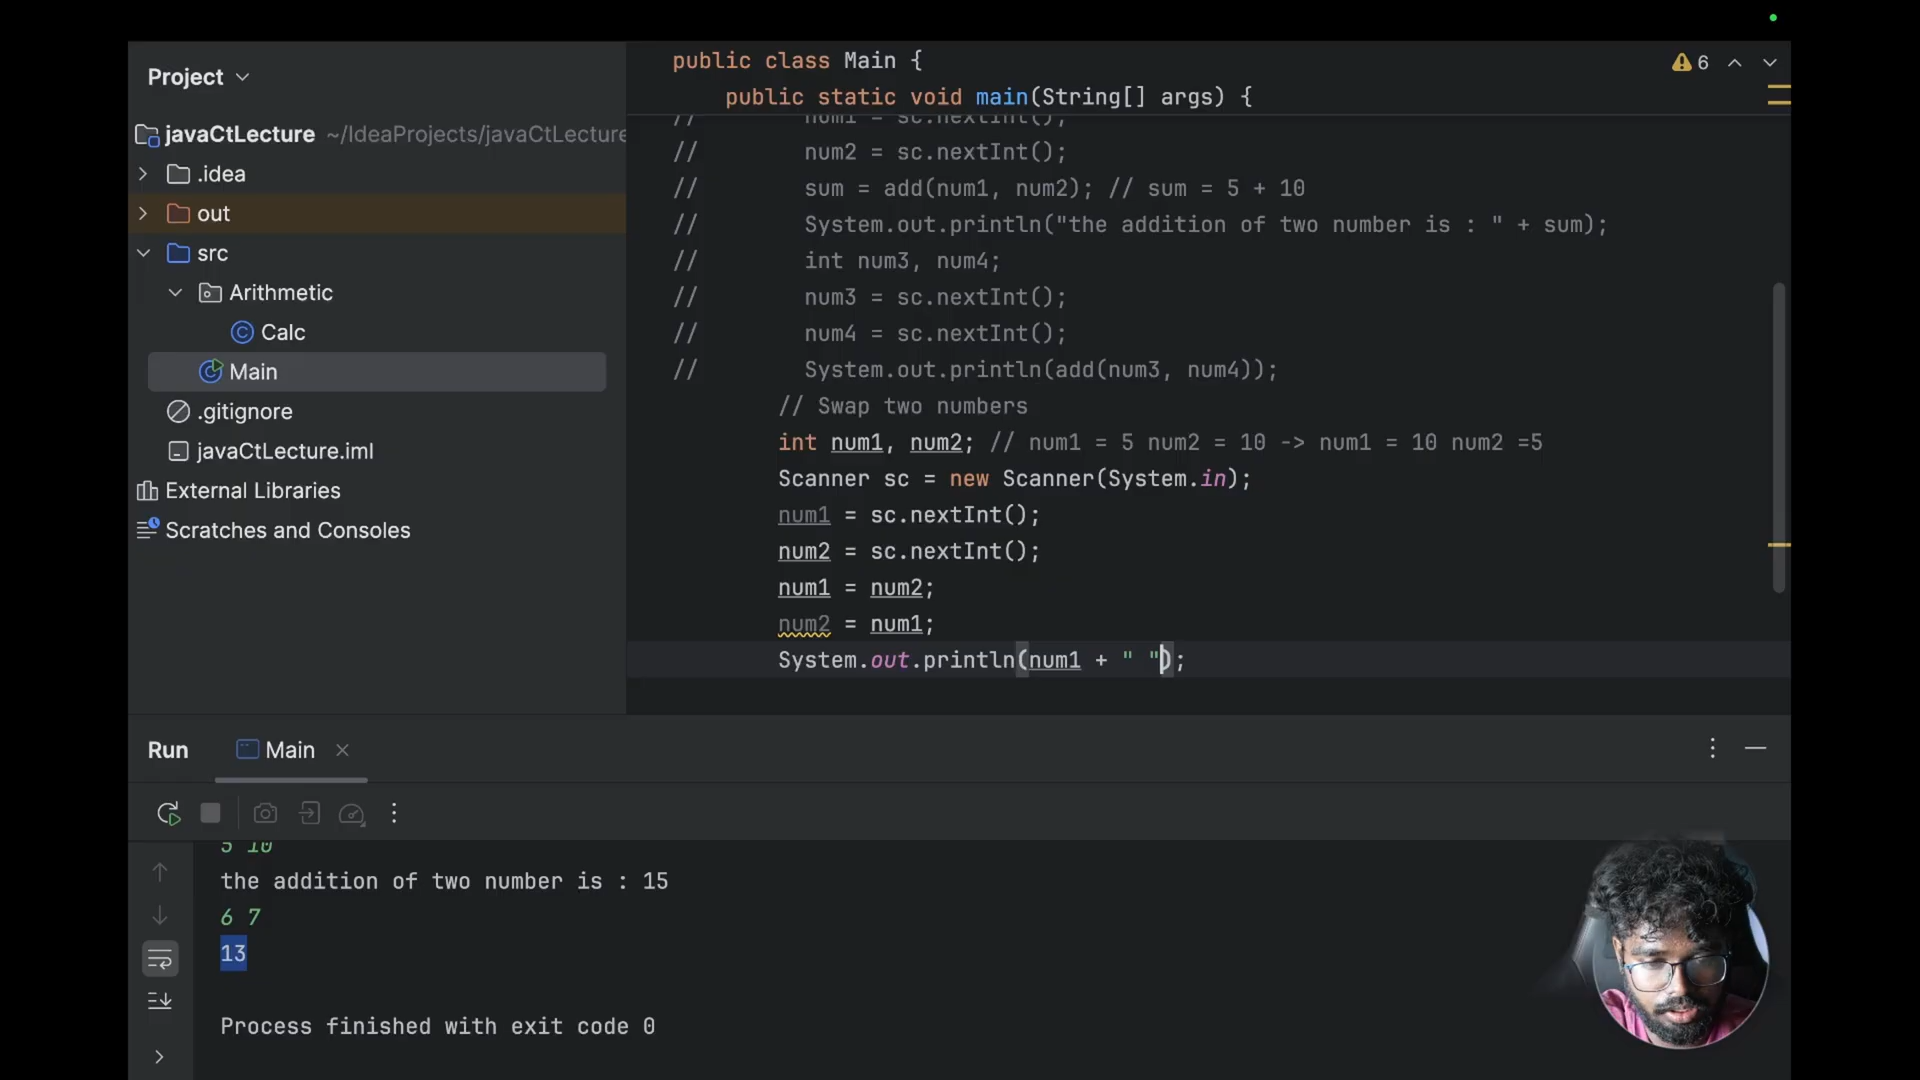 Project
javaCtLecture ~/IdeaProjects/javaCtLecture
.idea
out
src
Arithmetic
Calc
Main
.gitignore
javaCtLecture.iml
External Libraries
Scratches and Consoles
6
public class Main {
public static void main(String[] args) {
// num1 = sc.nextInt();
// num2 = sc.nextInt();
// sum = add(num1, num2); // sum = 5 + 10
// System.out.println("the addition of two number is : " + sum);
// int num3, num4;
// num3 = sc.nextInt();
// num4 = sc.nextInt();
// System.out.println(add(num3, num4));
// Swap two numbers
int num1, num2; // num1 = 5 num2 = 10 -> num1 = 10 num2 =5
Scanner sc = new Scanner(System.in);
num1 = sc.nextInt();
num2 = sc.nextInt();
num1 = num2;
num2 = num1;
System.out.println(num1 + " ");
Run Main
5 10
the addition of two number is : 15
6 7
13
Process finished with exit code 0